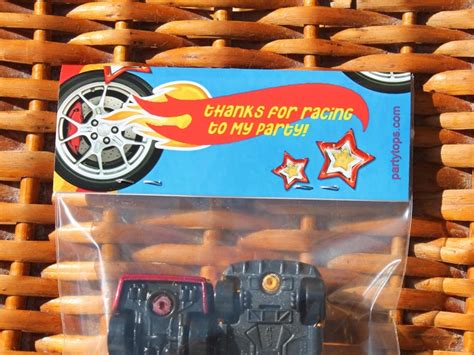 thanks for racing
to my party!
partytops.com